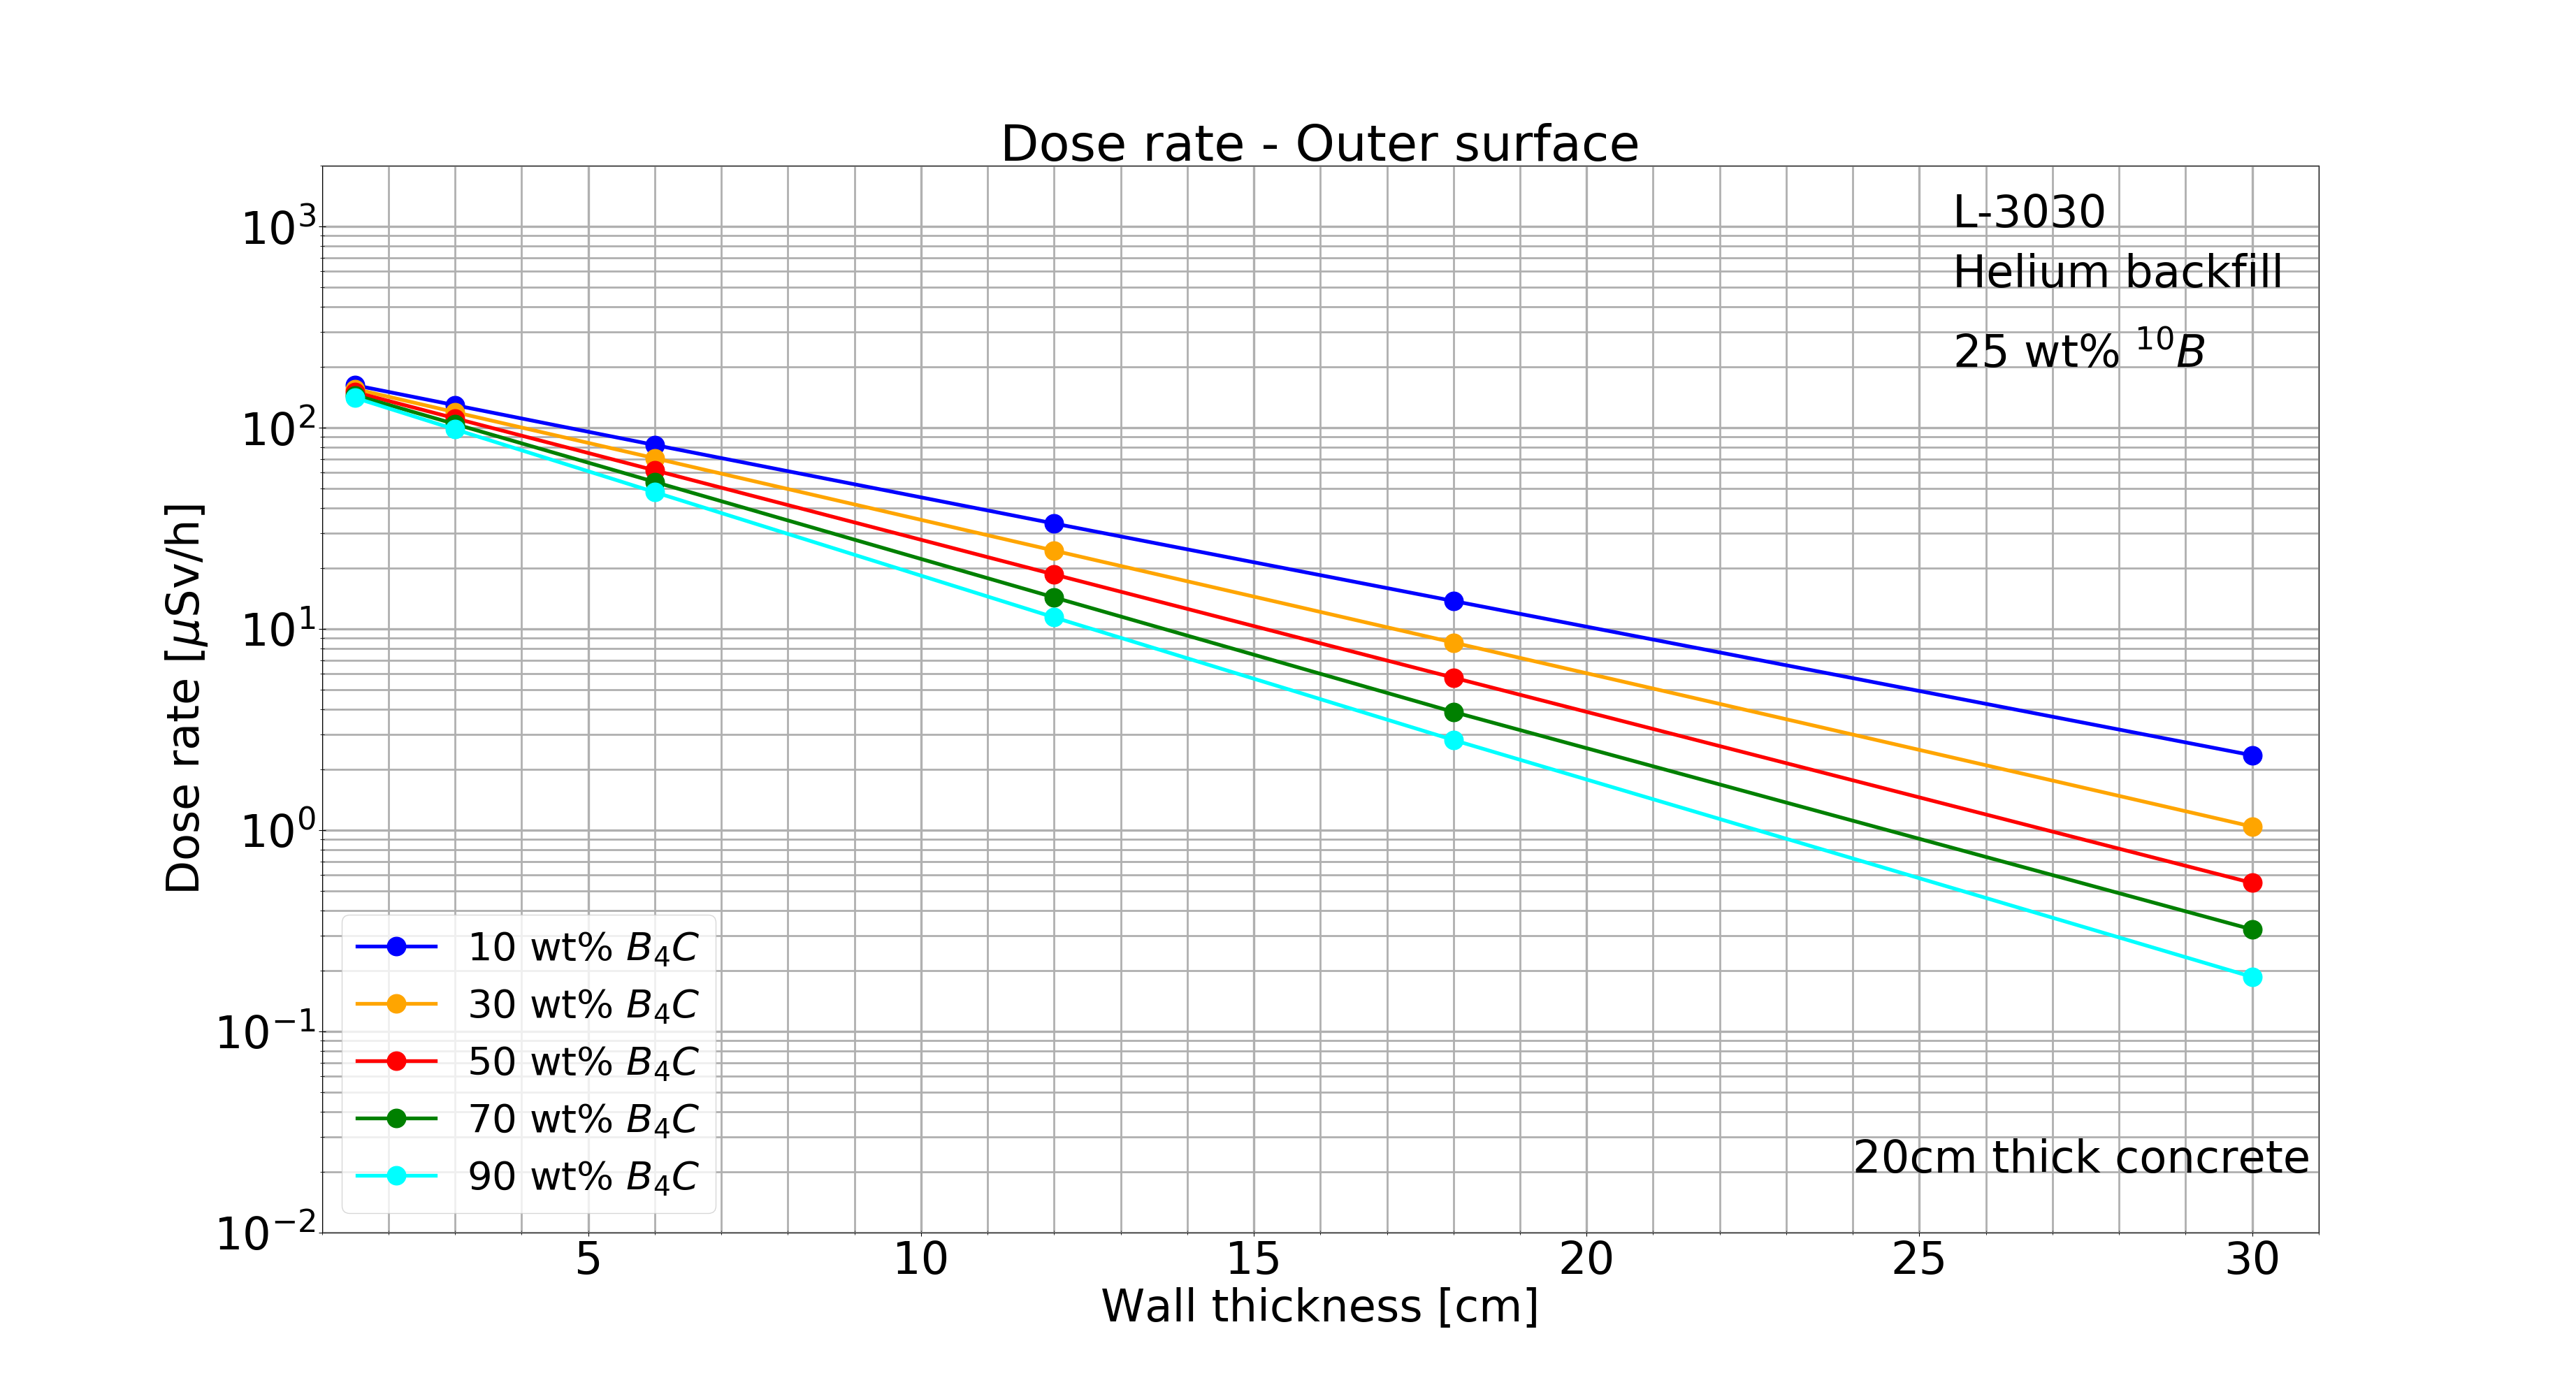 Dose rate - Outer surface
L-3030
Helium backfill
25 wt% ¹⁰B
10³
10²
10¹
10⁰
10⁻¹
10⁻²
Dose rate [μSv/h]
10 wt% B₄C
30 wt% B₄C
50 wt% B₄C
70 wt% B₄C
90 wt% B₄C
20cm thick concrete
5 10 15 20 25 30
Wall thickness [cm]